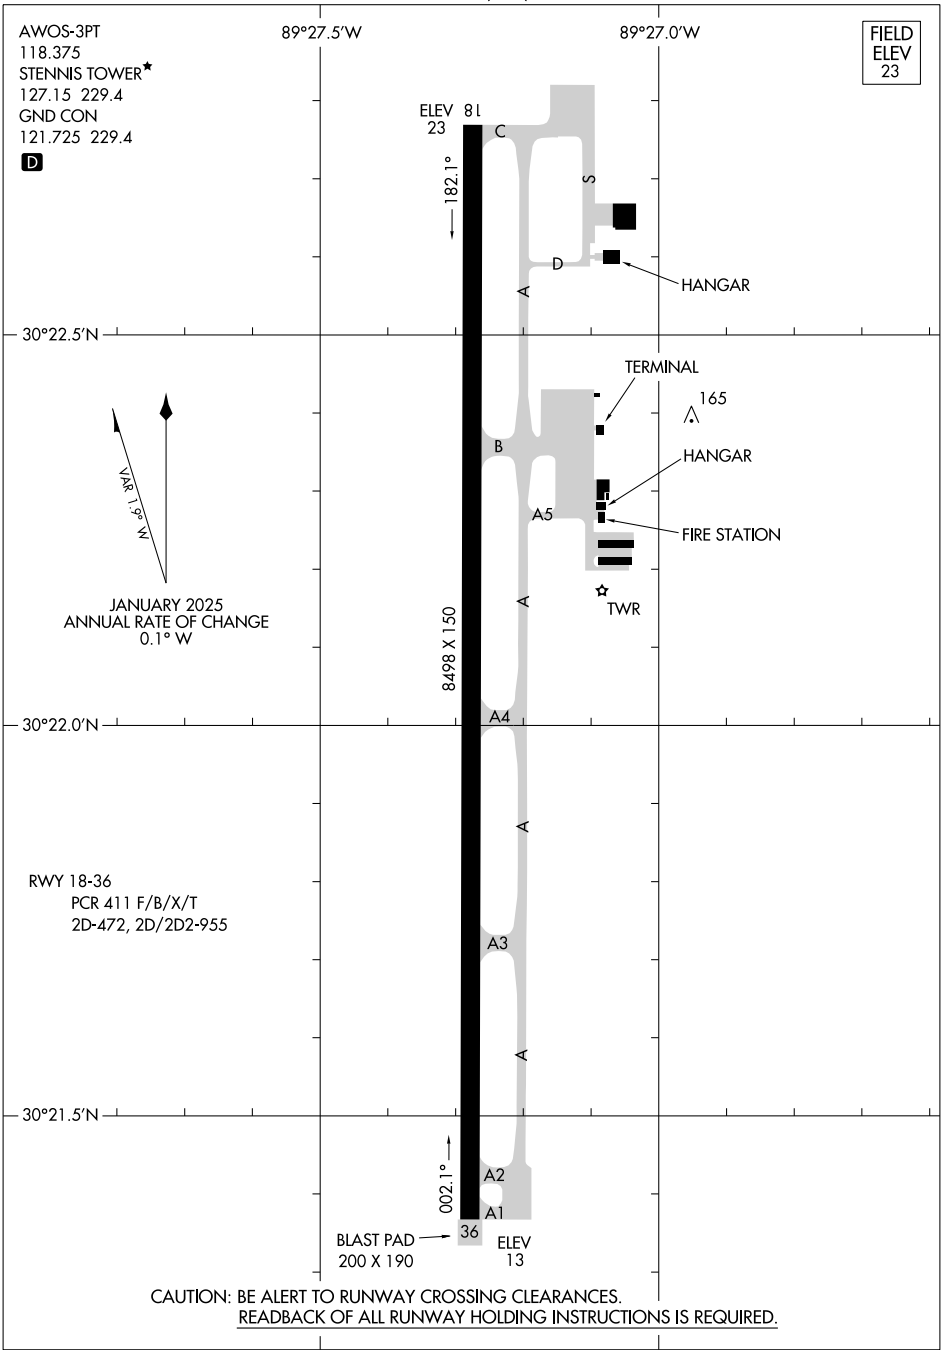 AWOS-3PT
118.375
STENNIS TOWER★
127.15 229.4
GND CON
121.725 229.4
D
89°27.5'W
89°27.0'W
FIELD
ELEV
23
ELEV
23
18
182.1°
C
S
D
HANGAR
A
30°22.5'N
TERMINAL
165
B
HANGAR
A5
FIRE STATION
VAR 1.9° W
JANUARY 2025
ANNUAL RATE OF CHANGE
0.1° W
A
TWR
8498 X 150
A4
30°22.0'N
A
RWY 18-36
PCR 411 F/B/X/T
2D-472, 2D/2D2-955
A3
A
30°21.5'N
002.1°
A2
A1
36
BLAST PAD
200 X 190
ELEV
13
CAUTION: BE ALERT TO RUNWAY CROSSING CLEARANCES.
READBACK OF ALL RUNWAY HOLDING INSTRUCTIONS IS REQUIRED.